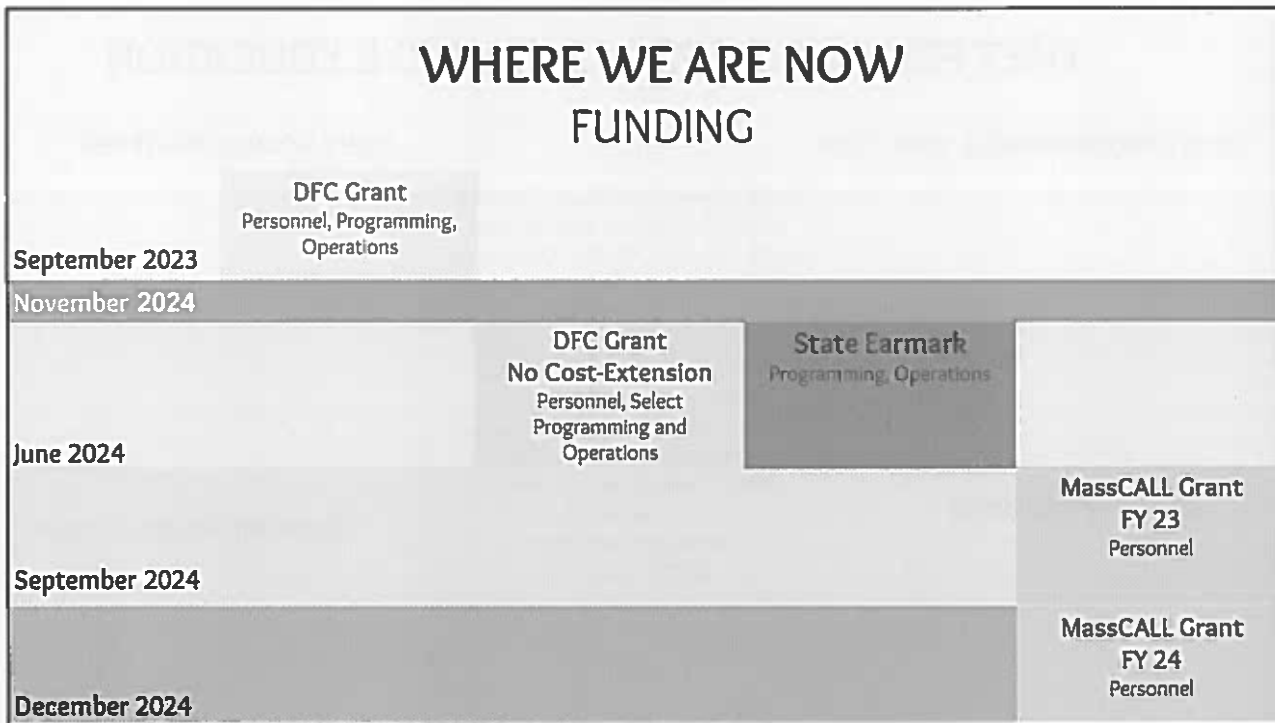 WHERE WE ARE NOW
FUNDING
DFC Grant
Personnel, Programming,
Operations
September 2023
November 2024
DFC Grant
No Cost-Extension
Personnel, Select
Programming and
Operations
State Earmark
Programming, Operations
June 2024
MassCALL Grant
FY 23
Personnel
September 2024
MassCALL Grant
FY 24
Personnel
December 2024